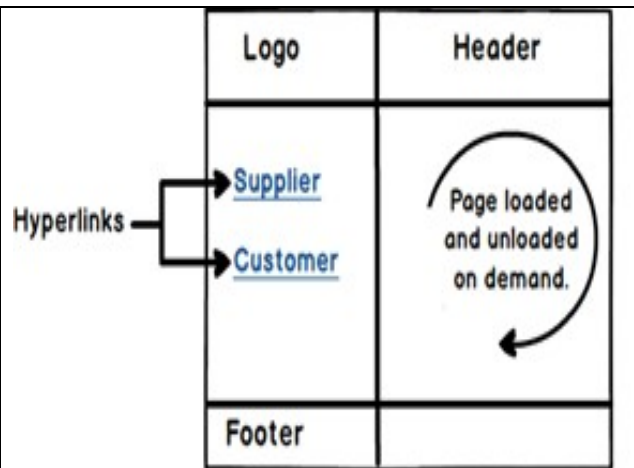 Logo
Header
Hyperlinks
Supplier
Customer
Page loaded
and unloaded
on demand.
Footer